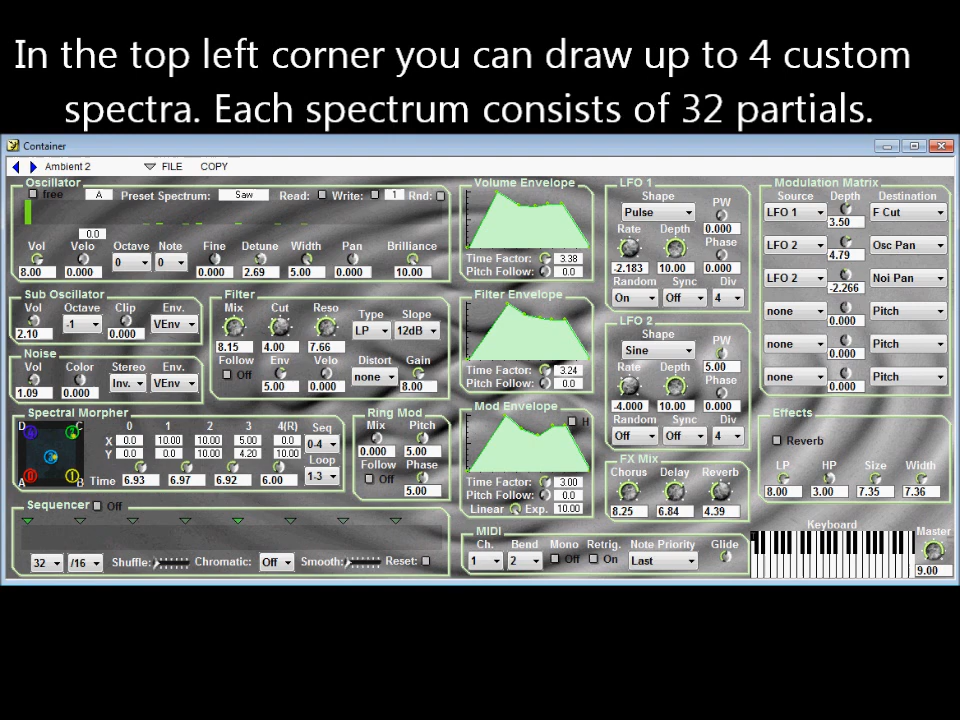 In the top left corner you can draw up to 4 custom
spectra. Each spectrum consists of 32 partials.
Container
Ambient 2 FILE COPY
Oscillator
free A Preset Spectrum: Saw Read: Write: 1 Rnd:
0.0
Vol Velo Octave Note Fine Detune Width Pan Brilliance
8.00 0.000 0 0 0.000 2.69 5.00 0.000 10.00
Sub Oscillator
Vol Octave Clip Env.
2.10 -1 0.000 VEnv
Noise
Vol Color Stereo Env.
1.09 0.000 Inv. VEnv
Filter
Mix Cut Reso Type Slope
8.15 4.00 7.66 LP 12dB
Follow Env Velo Distort Gain
Off 5.00 0.000 none 8.00
Spectral Morpher
D C A B
0 1 2 3 4(R) Seq
X 0.0 10.00 10.00 5.00 0.0 0-4
Y 0.0 0.0 10.00 4.20 10.00 Loop
Time 6.93 6.97 6.92 6.00 1-3
Ring Mod
Mix Pitch
0.000 5.00
Follow Phase
Off 5.00
Sequencer Off
32 /16 Shuffle: Chromatic: Off Smooth: Reset:
Volume Envelope
Time Factor: 3.38
Pitch Follow: 0.0
Filter Envelope
Time Factor: 3.24
Pitch Follow: 0.0
Mod Envelope
H
Time Factor: 3.00
Pitch Follow: 0.0
Linear Exp. 10.00
LFO 1
Shape PW
Pulse 0.000
Rate Depth Phase
-2.183 10.00 0.000
Random Sync Div
On Off 4
LFO 2
Shape PW
Sine 5.00
Rate Depth Phase
-4.000 10.00 0.000
Random Sync Div
Off Off 4
FX Mix
Chorus Delay Reverb
8.25 6.84 4.39
MIDI
Ch. Bend Mono Retrig. Note Priority Glide
1 2 Off On Last
Modulation Matrix
Source Depth Destination
LFO 1 3.50 F Cut
LFO 2 4.79 Osc Pan
LFO 2 -2.266 Noi Pan
none 0.000 Pitch
none 0.000 Pitch
none 0.000 Pitch
Effects
Reverb
LP HP Size Width
8.00 3.00 7.35 7.36
Keyboard Master
9.00